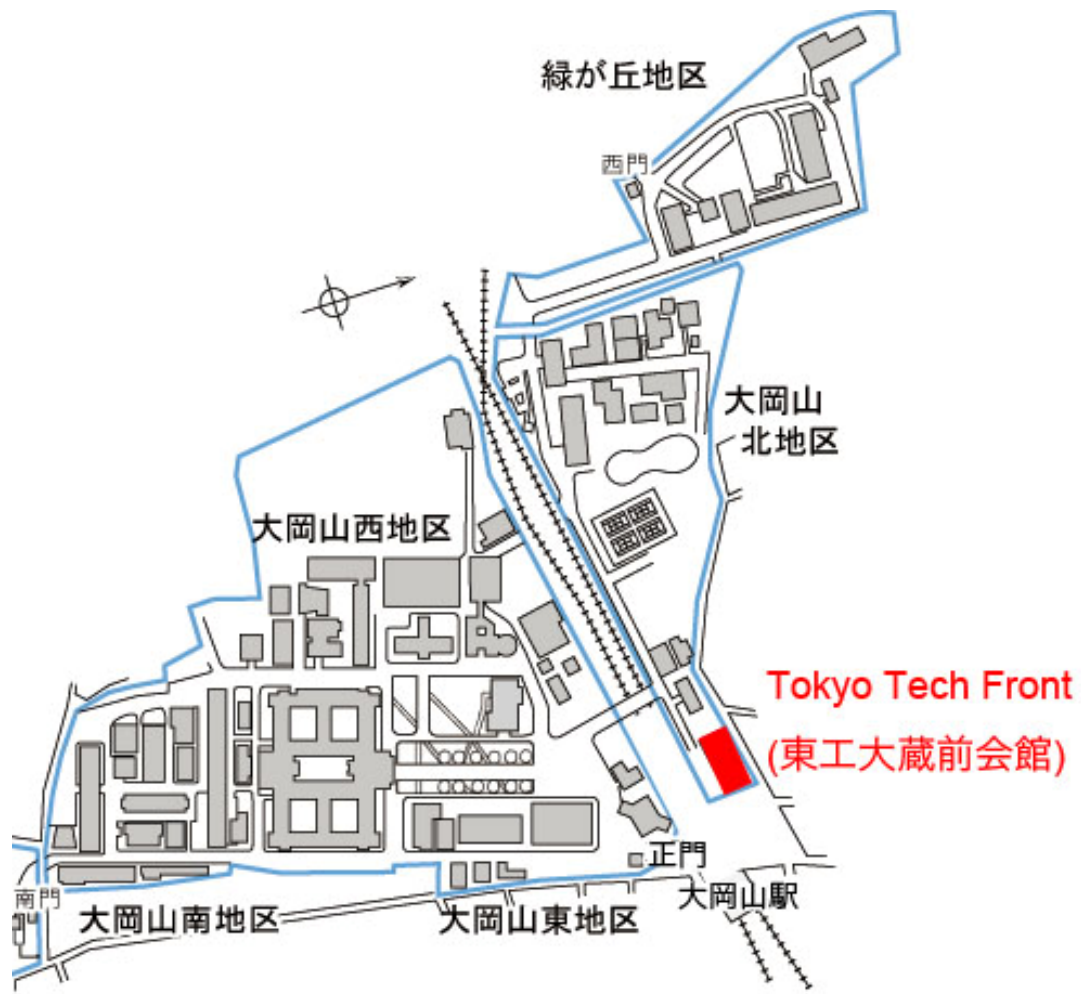 緑が丘地区
西門
大岡山
北地区
大岡山西地区
Tokyo Tech Front
(東工大蔵前会館)
正門
大岡山駅
南門
大岡山南地区
大岡山東地区